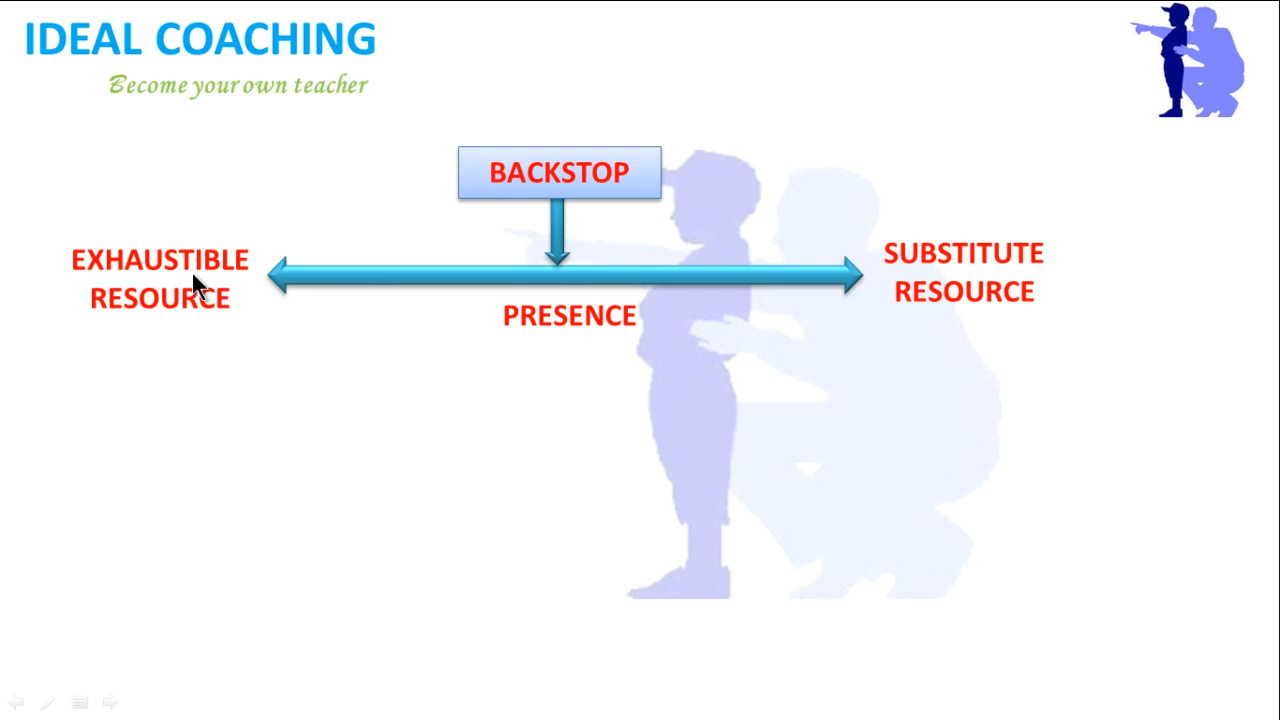 IDEAL COACHING
Become your own teacher
BACKSTOP
EXHAUSTIBLE
RESOURCE
PRESENCE
SUBSTITUTE
RESOURCE